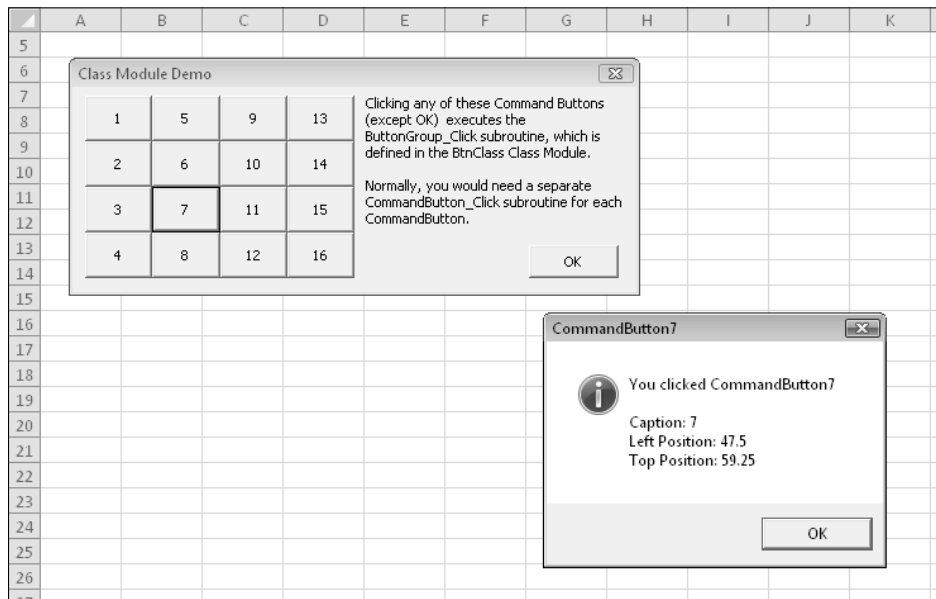 A B C D E F G H I J K
5
6
7
8
9
10
11
12
13
14
15
16
17
18
19
20
21
22
23
24
25
26
Class Module Demo
1 5 9 13
2 6 10 14
3 7 11 15
4 8 12 16
Clicking any of these Command Buttons
(except OK) executes the
ButtonGroup_Click subroutine, which is
defined in the BtnClass Class Module.
Normally, you would need a separate
CommandButton_Click subroutine for each
CommandButton.
OK
CommandButton7
You clicked CommandButton7
Caption: 7
Left Position: 47.5
Top Position: 59.25
OK